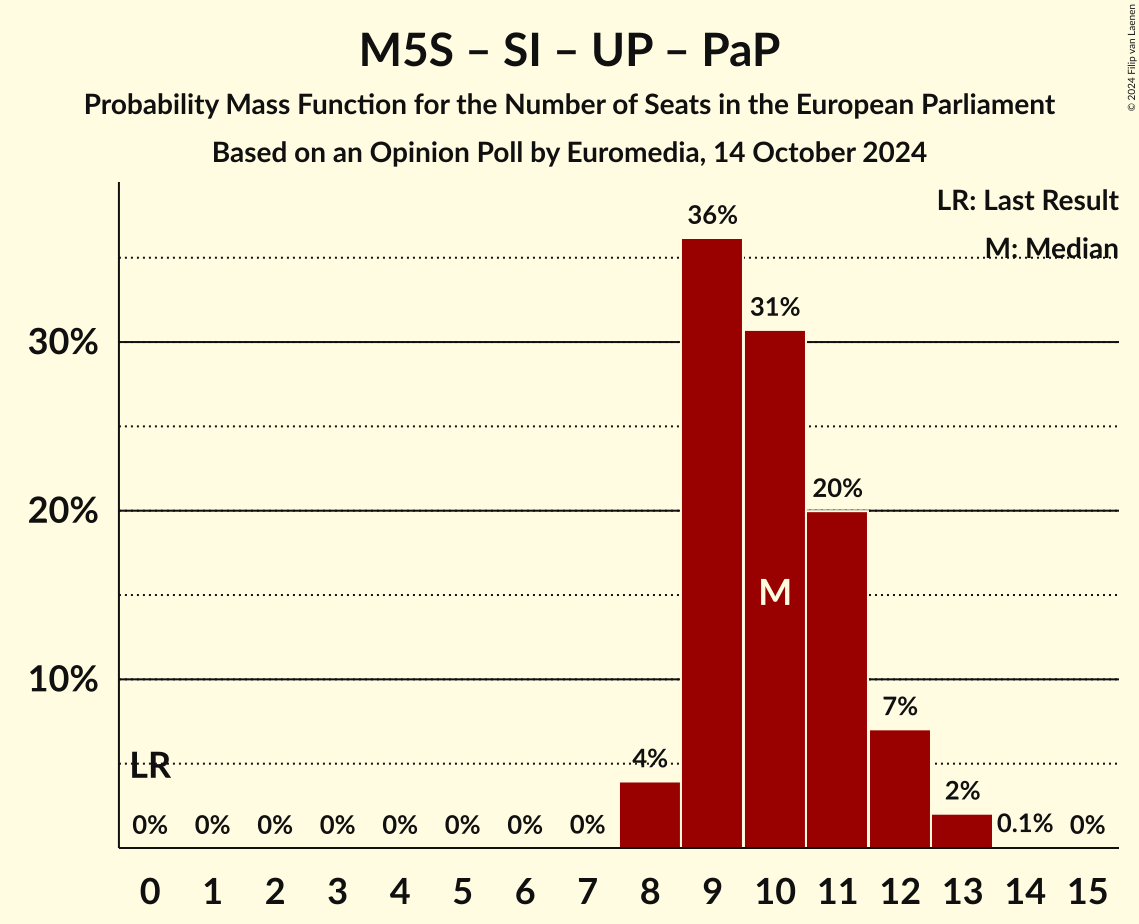 M5S – SI – UP – PaP
Probability Mass Function for the Number of Seats in the European Parliament
Based on an Opinion Poll by Euromedia, 14 October 2024
© 2024 Filip van Laenen
LR: Last Result
M: Median
36%
31%
30%
20%
20%
M
10%
7%
LR
4%
2%
0% 0% 0% 0% 0% 0% 0% 0% 0.1% 0%
0 1 2 3 4 5 6 7 8 9 10 11 12 13 14 15